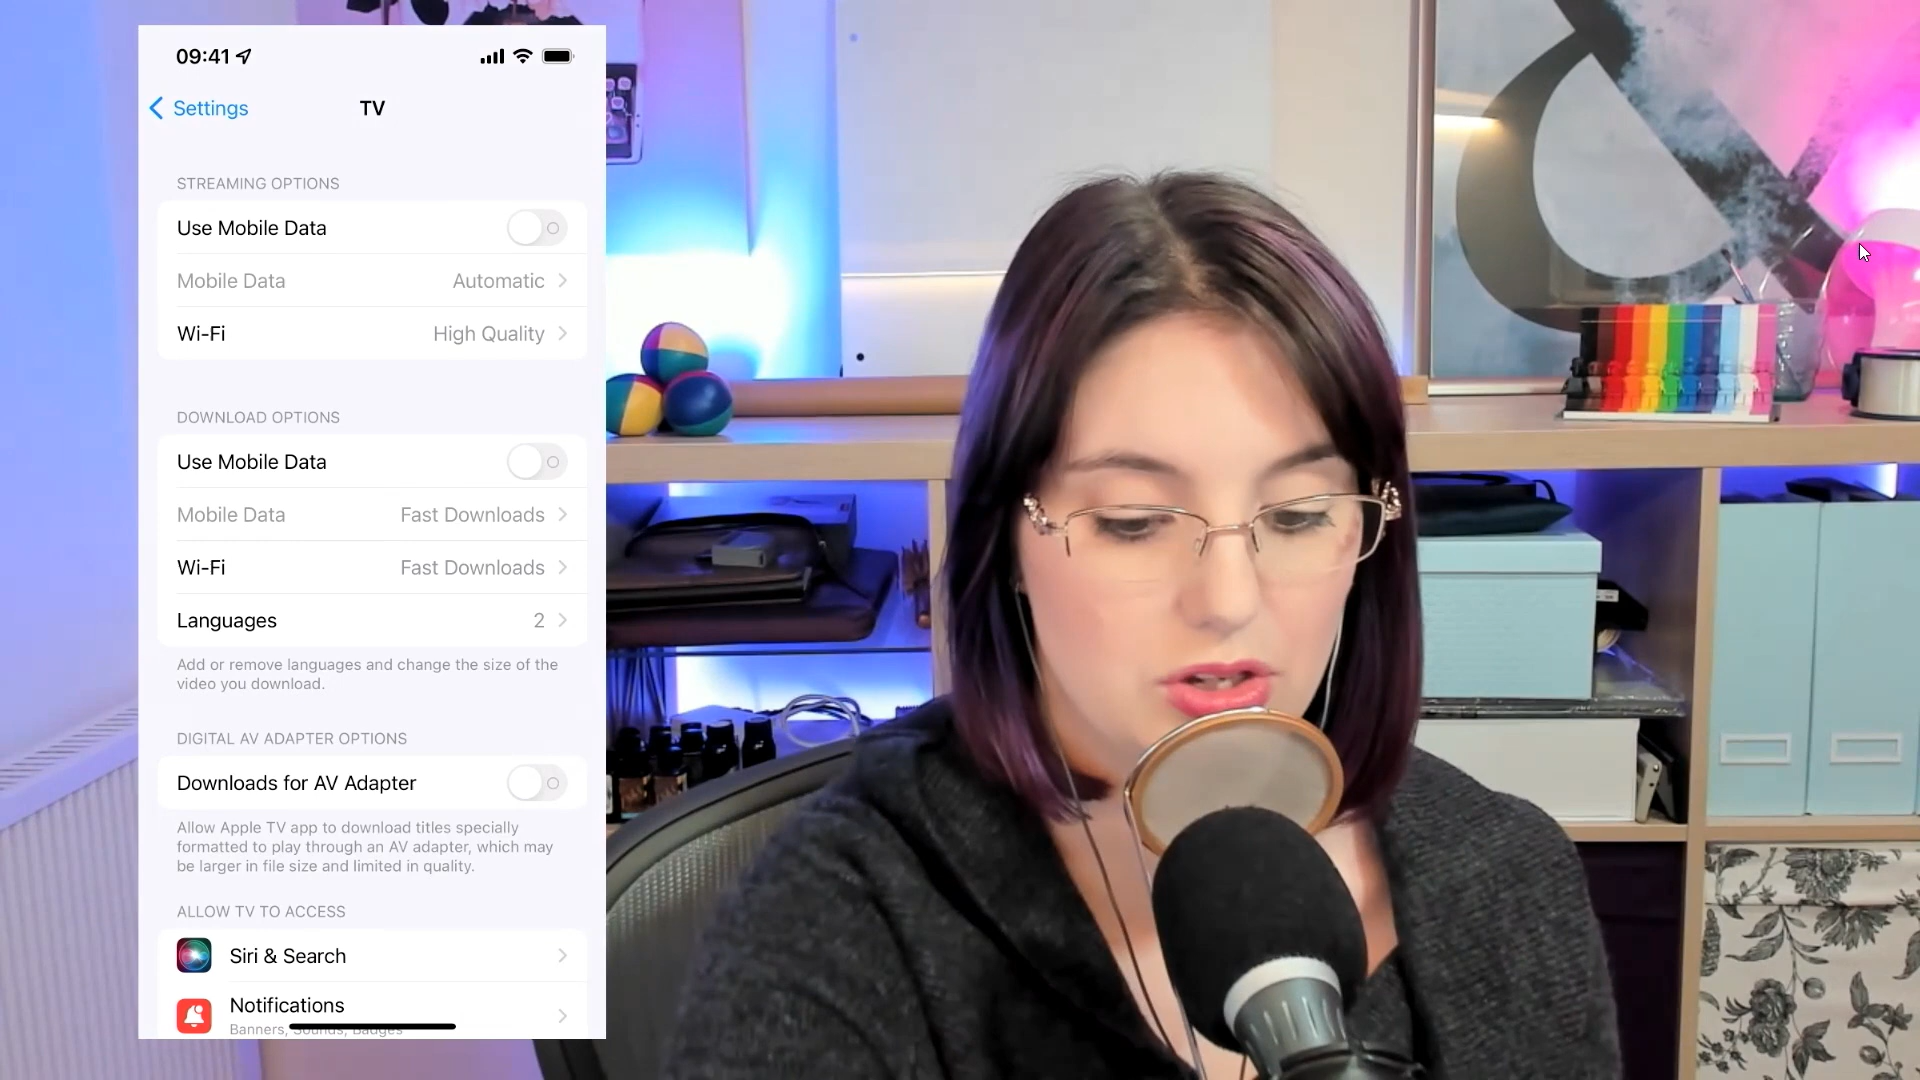 09:41
Settings
TV
STREAMING OPTIONS
Use Mobile Data
Mobile Data Automatic
Wi-Fi High Quality
DOWNLOAD OPTIONS
Use Mobile Data
Mobile Data Fast Downloads
Wi-Fi Fast Downloads
Languages 2
Add or remove languages and change the size of the
video you download.
DIGITAL AV ADAPTER OPTIONS
Downloads for AV Adapter
Allow Apple TV app to download titles specially
formatted to play through an AV adapter, which may
be larger in file size and limited in quality.
ALLOW TV TO ACCESS
Siri & Search
Notifications
Banners, Sounds, Badges